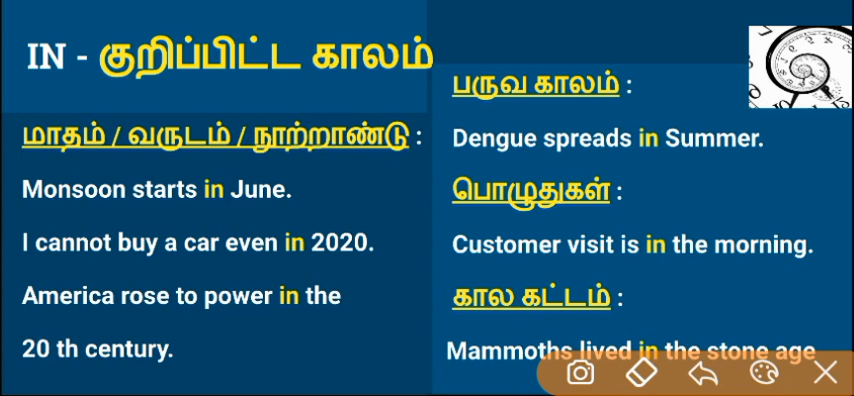 IN - குறிப்பிட்ட காலம்
மாதம் / வருடம் / நூற்றாண்டு :
Monsoon starts in June.
I cannot buy a car even in 2020.
America rose to power in the
20 th century.
பருவ காலம் :
Dengue spreads in Summer.
பொழுதுகள் :
Customer visit is in the morning.
கால கட்டம் :
Mammoths lived in the stone age